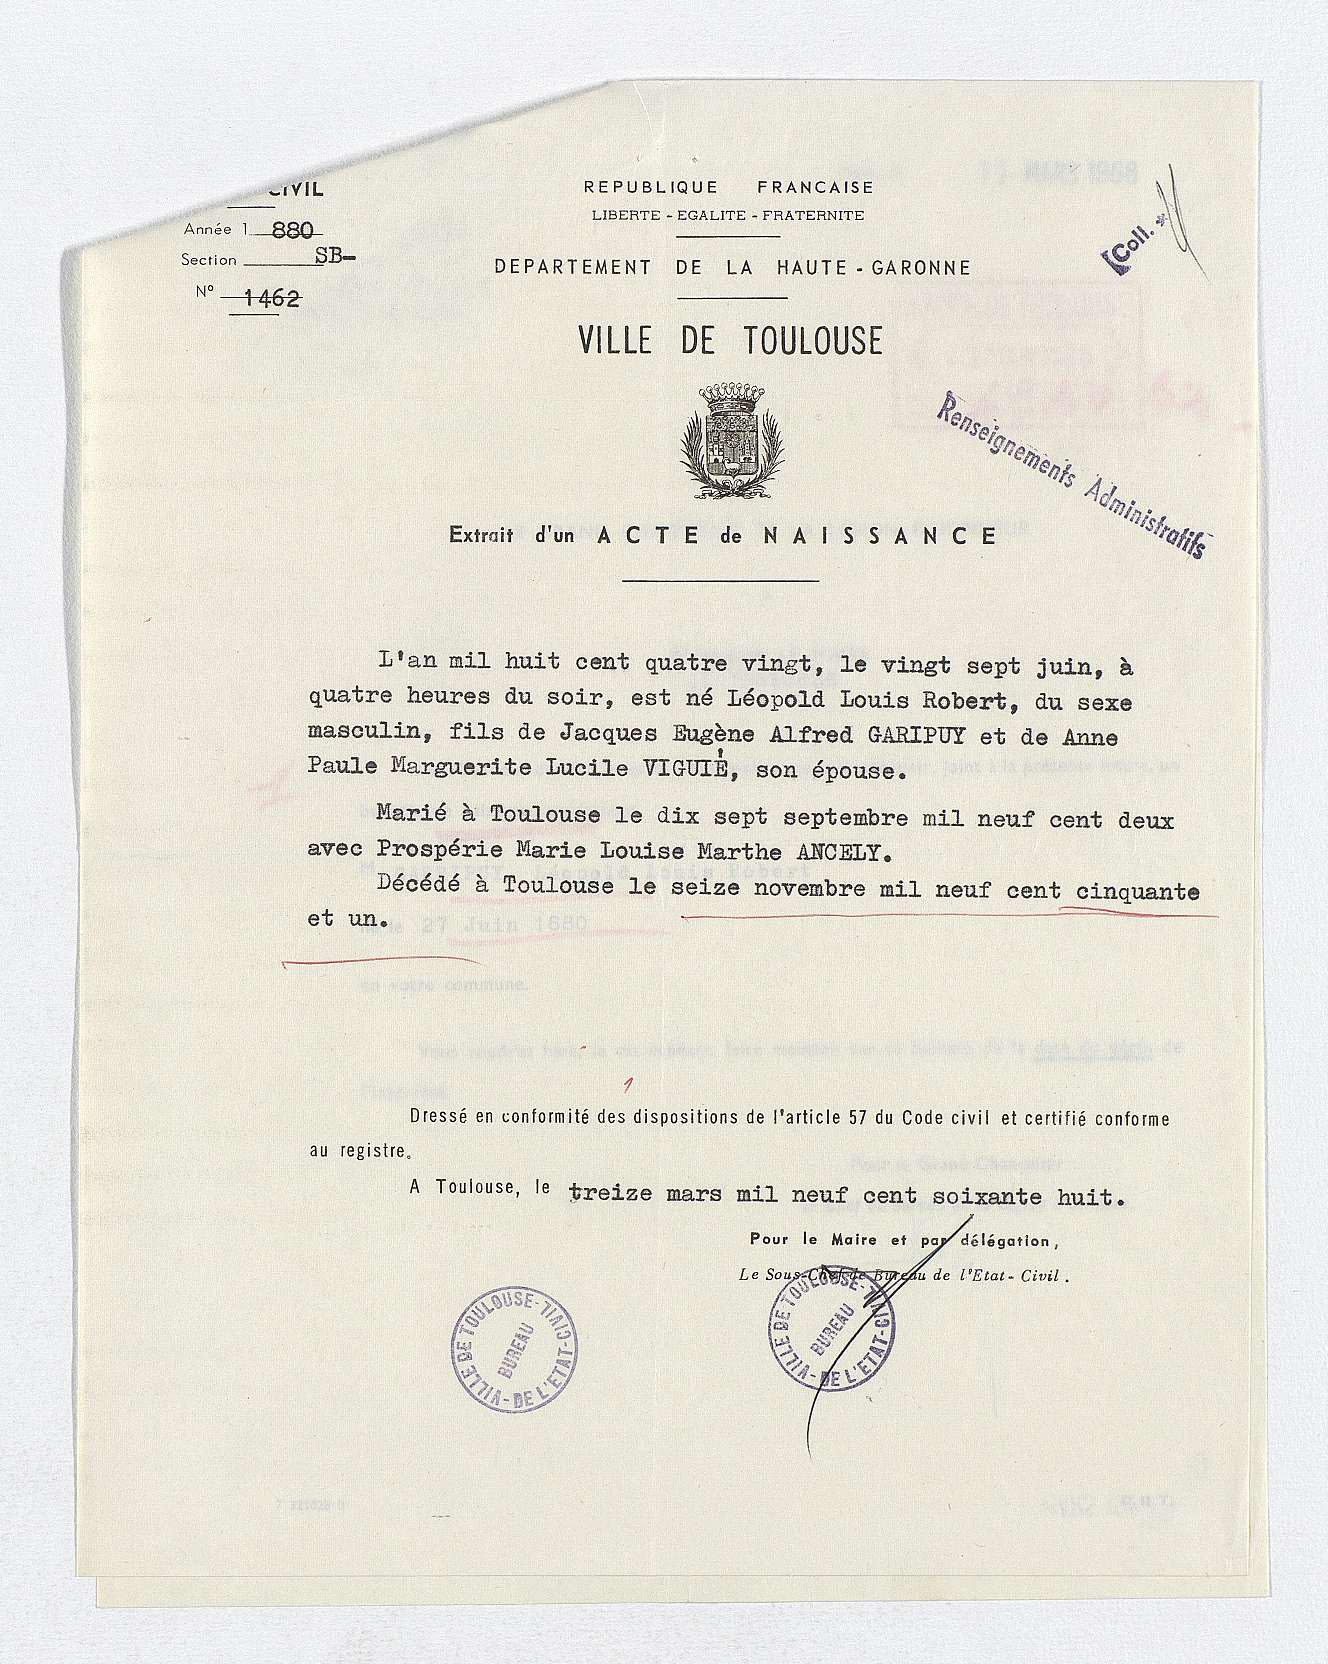 CIVIL
Année 1 880
Section SB-
N° 1462
REPUBLIQUE FRANCAISE
LIBERTE - EGALITE - FRATERNITE
DEPARTEMENT DE LA HAUTE - GARONNE
VILLE DE TOULOUSE
Coll. *
Renseignements Administratifs
Extrait d'un ACTE de NAISSANCE
L'an mil huit cent quatre vingt, le vingt sept juin, à
quatre heures du soir, est né Léopold Louis Robert, du sexe
masculin, fils de Jacques Eugène Alfred GARIPUY et de Anne
Paule Marguerite Lucile VIGUIÉ, son épouse.
Marié à Toulouse le dix sept septembre mil neuf cent deux
avec Prospérie Marie Louise Marthe ANCELY.
Décédé à Toulouse le seize novembre mil neuf cent cinquante
et un.
Dressé en conformité des dispositions de l'article 57 du Code civil et certifié conforme
au registre.
A Toulouse, le treize mars mil neuf cent soixante huit.
Pour le Maire et par délégation,
Le Sous-Chef de Bureau de l'Etat-Civil.
VILLE DE TOULOUSE - BUREAU - DE L'ETAT-CIVIL
VILLE DE TOULOUSE - BUREAU - DE L'ETAT-CIVIL